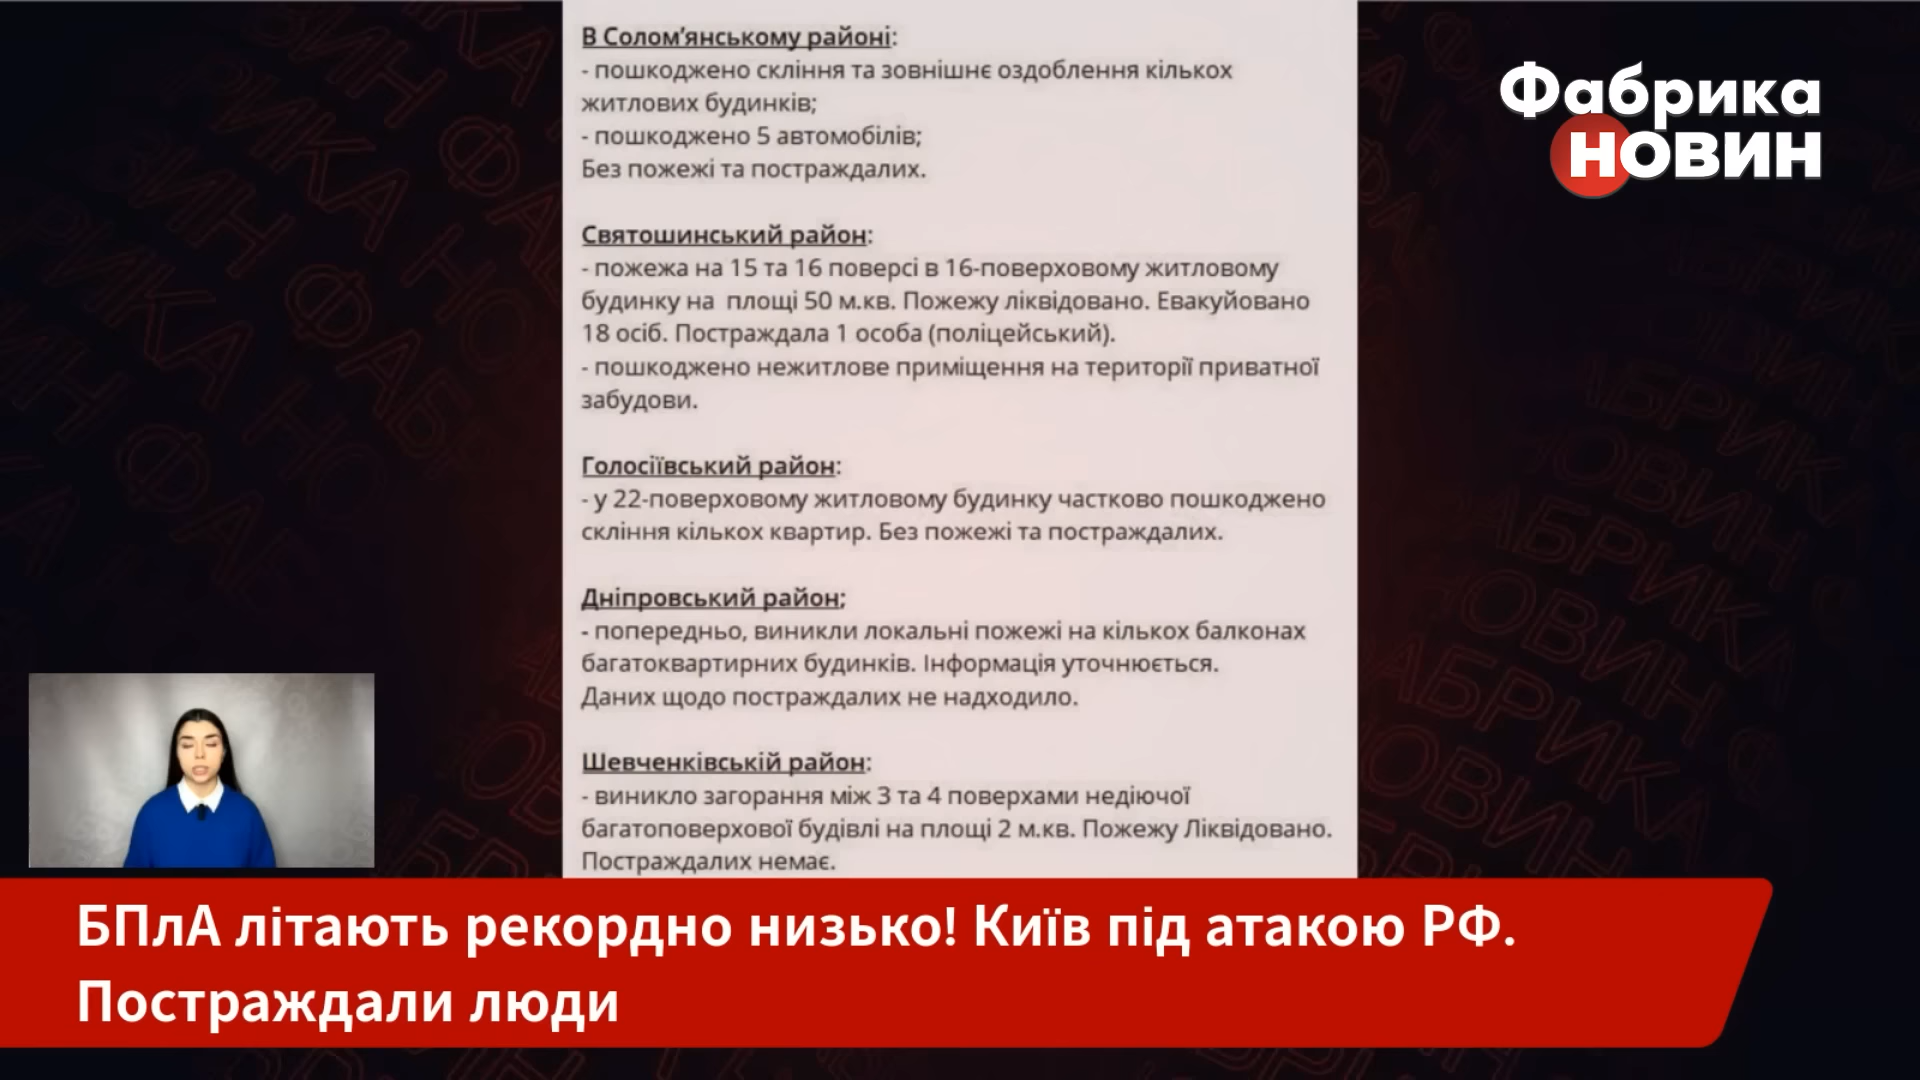 В Солом’янському районі:
- пошкоджено скління та зовнішнє оздоблення кількох
житлових будинків;
- пошкоджено 5 автомобілів;
Без пожежі та постраждалих.
Святошинський район:
- пожежа на 15 та 16 поверсі в 16-поверховому житловому
будинку на площі 50 м.кв. Пожежу ліквідовано. Евакуйовано
18 осіб. Постраждала 1 особа (поліцейський).
- пошкоджено нежитлове приміщення на території приватної
забудови.
Голосіївський район:
- у 22-поверховому житловому будинку частково пошкоджено
скління кількох квартир. Без пожежі та постраждалих.
Дніпровський район;
- попередньо, виникли локальні пожежі на кількох балконах
багатоквартирних будинків. Інформація уточнюється.
Даних щодо постраждалих не надходило.
Шевченківській район:
- виникло загорання між 3 та 4 поверхами недіючої
багатоповерхової будівлі на площі 2 м.кв. Пожежу Ліквідовано.
Постраждалих немає.
Фабрика
НОВИН
БПлА літають рекордно низько! Київ під атакою РФ.
Постраждали люди